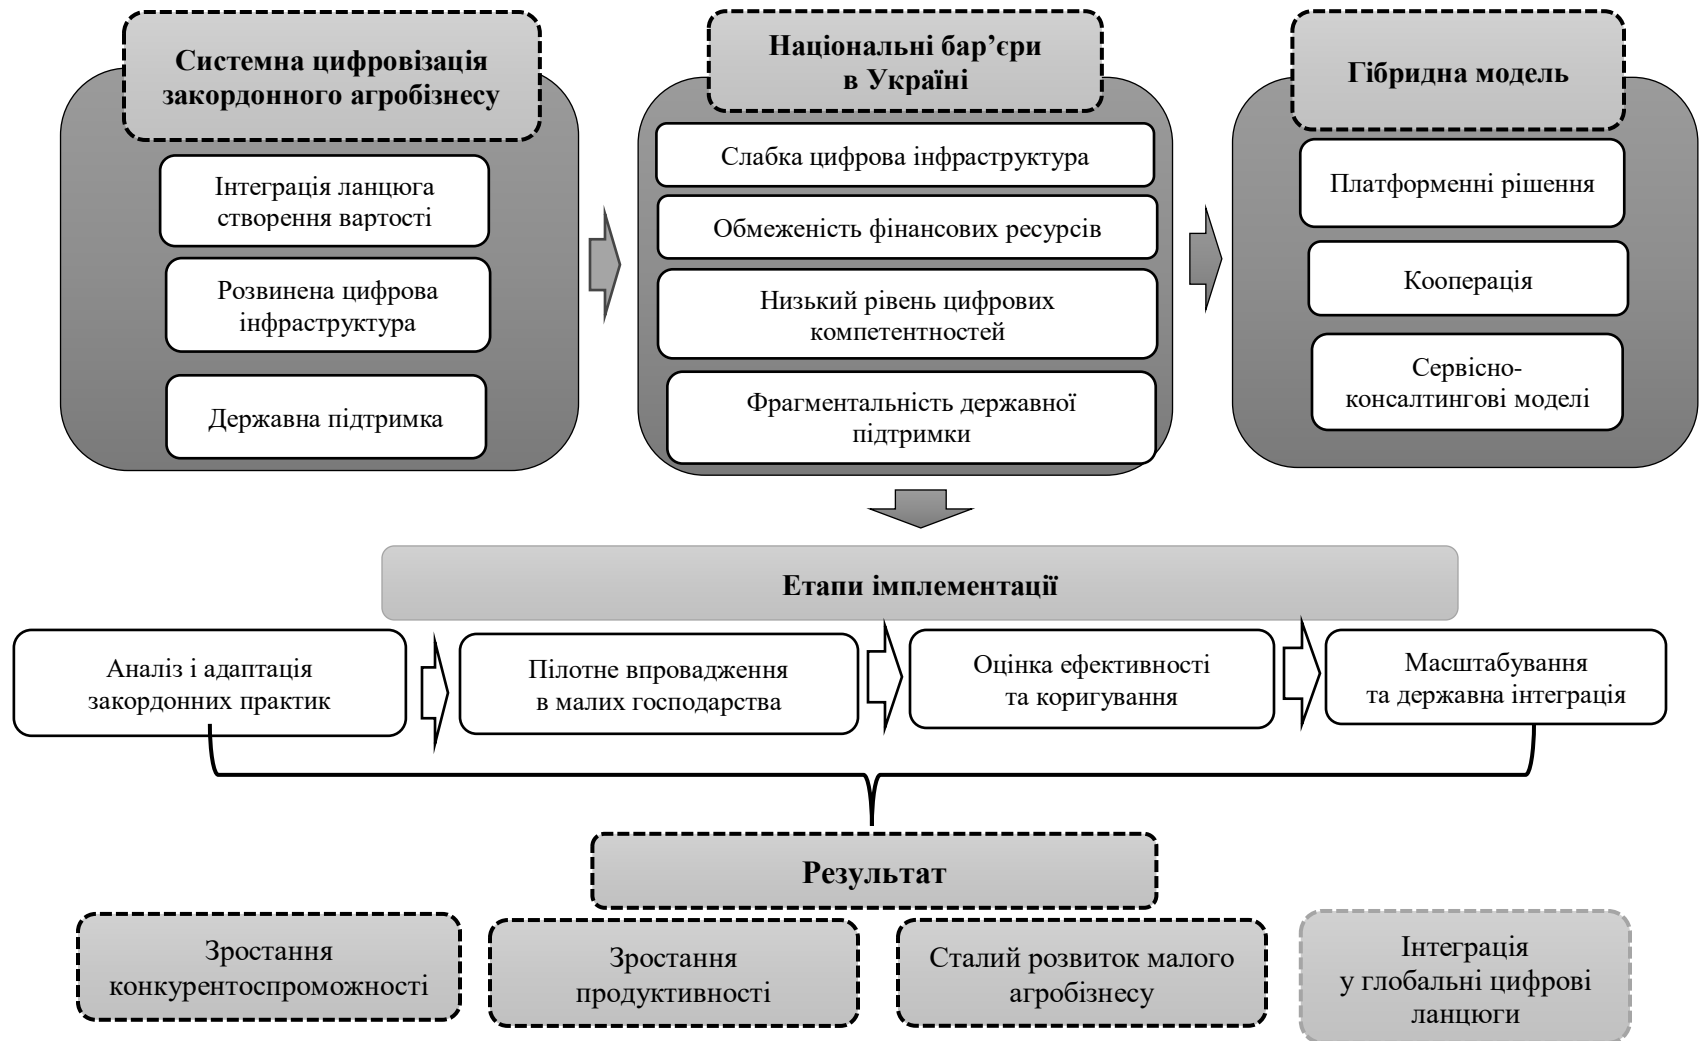 Системна цифровізація
закордонного агробізнесу
Інтеграція ланцюга
створення вартості
Розвинена цифрова
інфраструктура
Державна підтримка
Національні бар’єри
в Україні
Слабка цифрова інфраструктура
Обмеженість фінансових ресурсів
Низький рівень цифрових
компетентностей
Фрагментальність державної
підтримки
Гібридна модель
Платформенні рішення
Кооперація
Сервісно-
консалтингові моделі
Етапи імплементації
Аналіз і адаптація
закордонних практик
Пілотне впровадження
в малих господарства
Оцінка ефективності
та коригування
Масштабування
та державна інтеграція
Результат
Зростання
конкурентоспроможності
Зростання
продуктивності
Сталий розвиток малого
агробізнесу
Інтеграція
у глобальні цифрові
ланцюги